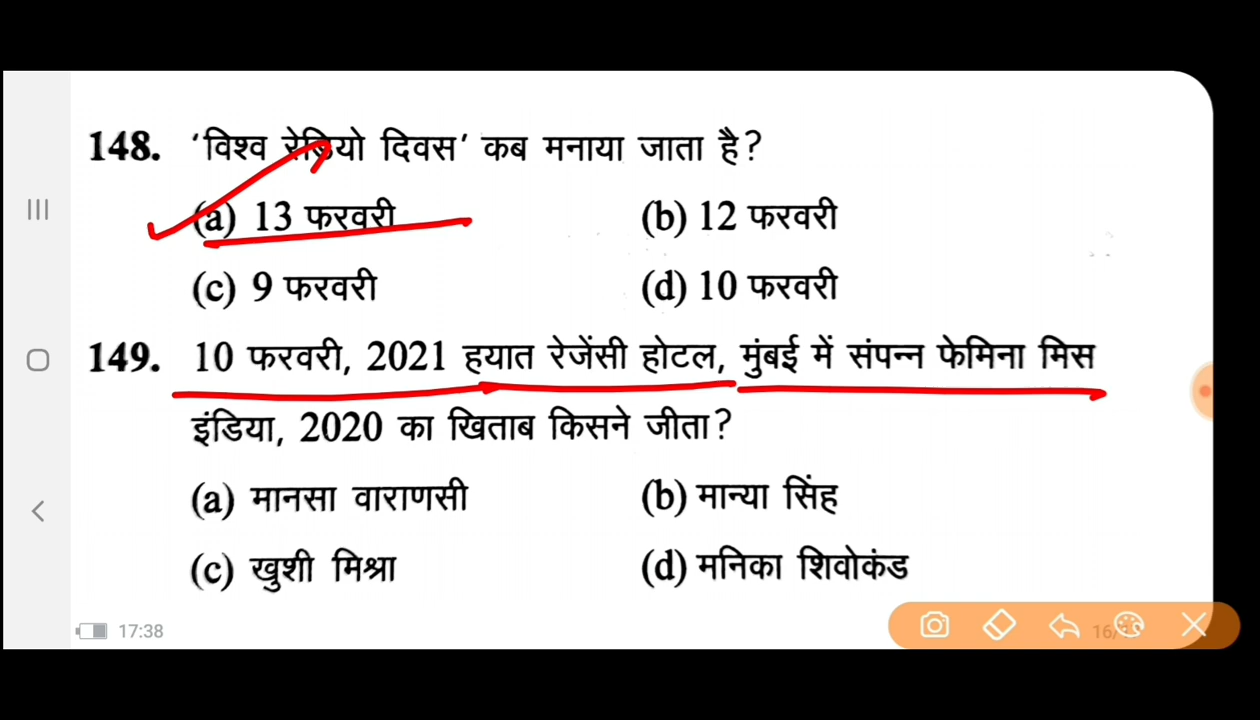 148. ‘विश्व रेडियो दिवस’ कब मनाया जाता है?
(a) 13 फरवरी (b) 12 फरवरी
(c) 9 फरवरी (d) 10 फरवरी
149. 10 फरवरी, 2021 हयात रेजेंसी होटल, मुंबई में संपन्न फेमिना मिस
इंडिया, 2020 का खिताब किसने जीता?
(a) मानसा वाराणसी (b) मान्या सिंह
(c) खुशी मिश्रा (d) मनिका शिवोकंड
17:38